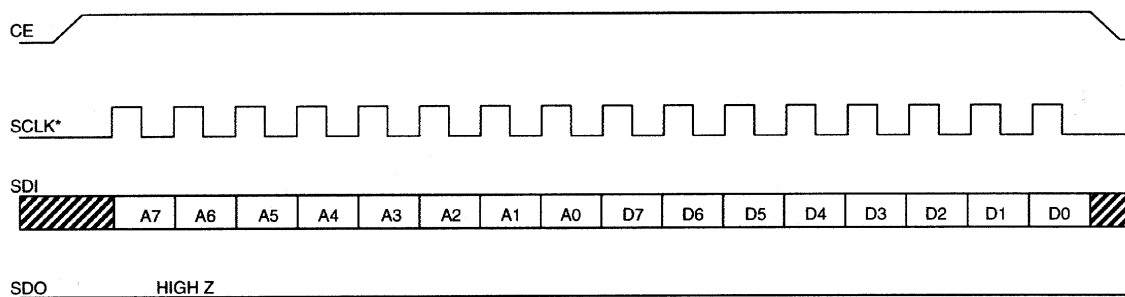 CE
SCLK*
SDI
A7 A6 A5 A4 A3 A2 A1 A0 D7 D6 D5 D4 D3 D2 D1 D0
SDO HIGH Z